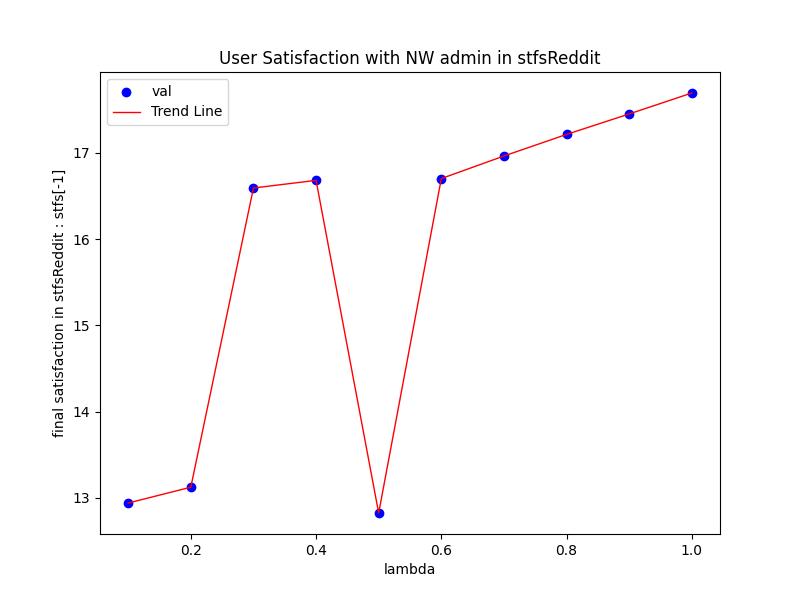 User Satisfaction with NW admin in stfsReddit
val
Trend Line
17
16
15
14
13
final satisfaction in stfsReddit : stfs[-1]
0.2 0.4 0.6 0.8 1.0
lambda